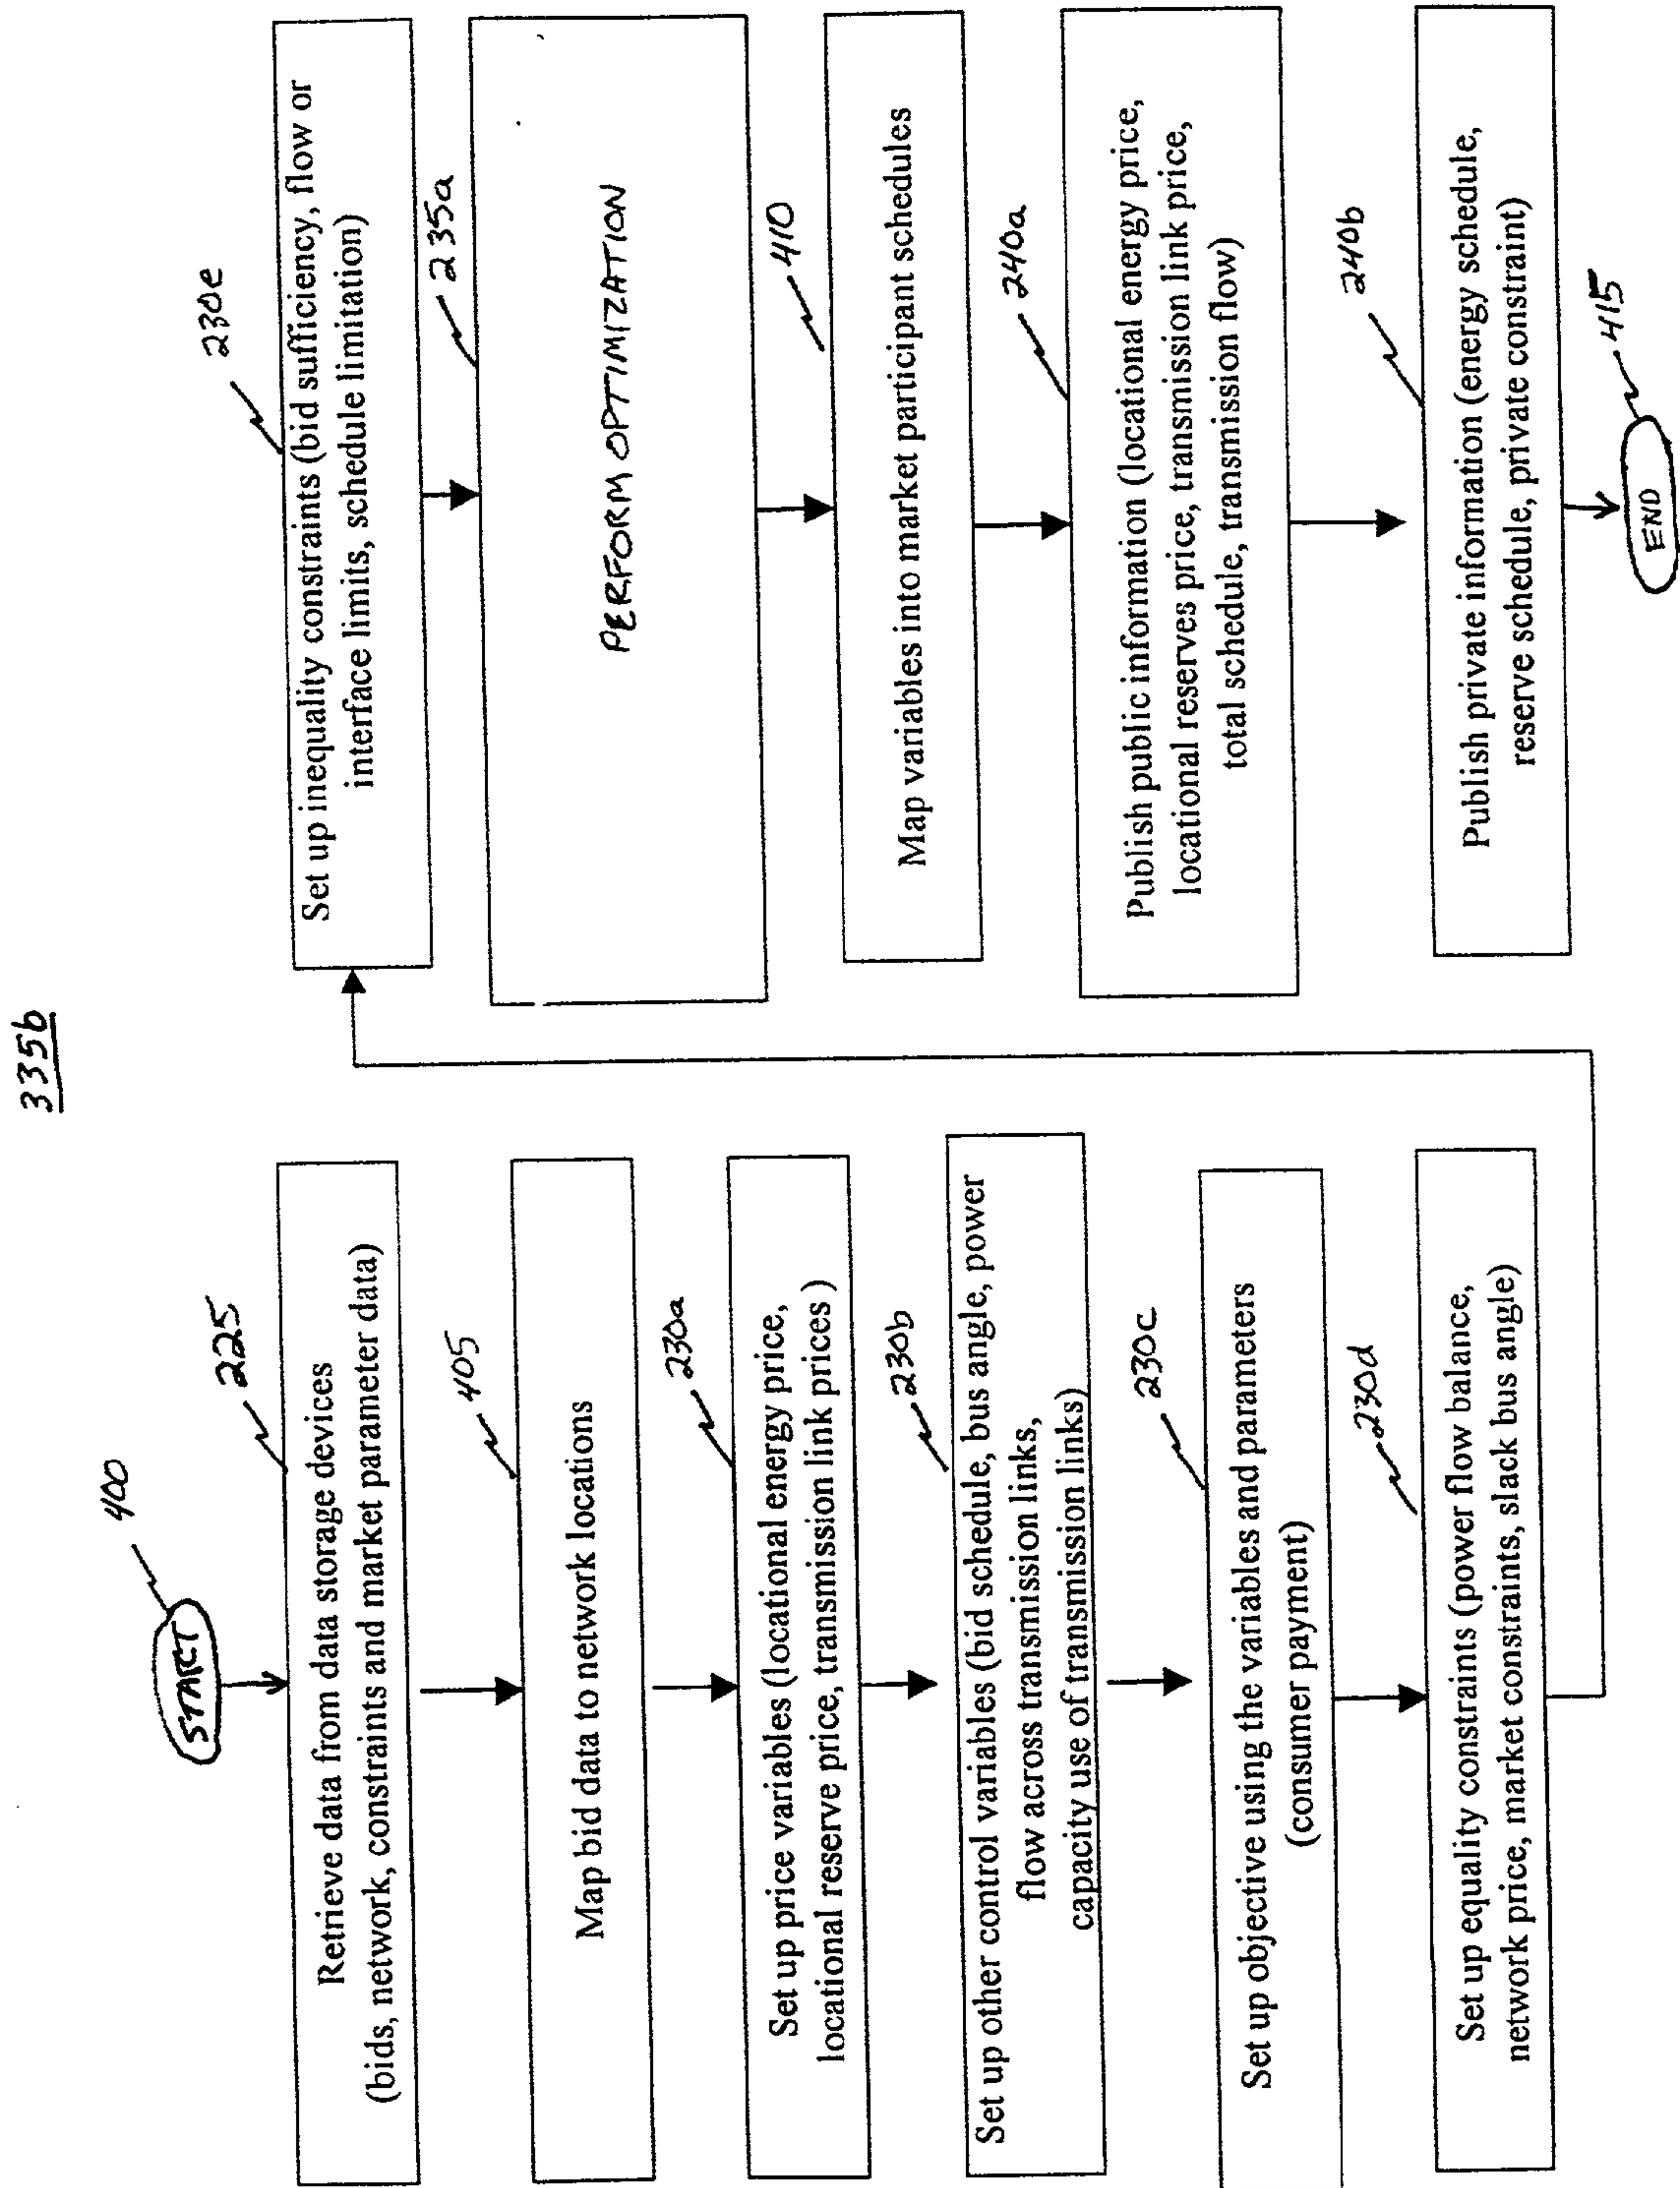 335b
400
START
225
Retrieve data from data storage devices
(bids, network, constraints and market parameter data)
405
Map bid data to network locations
230a
Set up price variables (locational energy price,
locational reserve price, transmission link prices )
230b
Set up other control variables (bid schedule, bus angle, power
flow across transmission links,
capacity use of transmission links)
230c
Set up objective using the variables and parameters
(consumer payment)
230d
Set up equality constraints (power flow balance,
network price, market constraints, slack bus angle)
230e
Set up inequality constraints (bid sufficiency, flow or
interface limits, schedule limitation)
235a
PERFORM OPTIMIZATION
410
Map variables into market participant schedules
240a
Publish public information (locational energy price,
locational reserves price, transmission link price,
total schedule, transmission flow)
240b
Publish private information (energy schedule,
reserve schedule, private constraint)
415
END